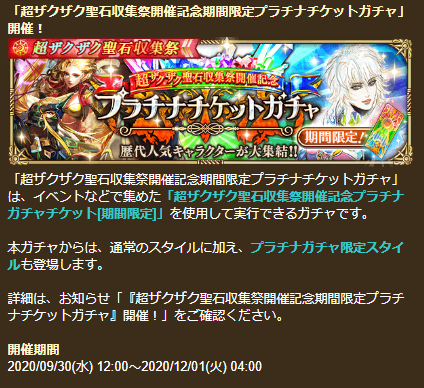 「超ザクザク聖石収集祭開催記念期間限定プラチナチケットガチャ」
開催！
超ザクザク聖石収集祭
超ザクザク聖石収集祭開催記念
プラチナチケットガチャ
期間限定!
歴代人気キャラクターが大集結!!
「超ザクザク聖石収集祭開催記念期間限定プラチナチケットガチャ」
は、イベントなどで集めた「超ザクザク聖石収集祭開催記念プラチナ
ガチャチケット[期間限定]」を使用して実行できるガチャです。
本ガチャからは、通常のスタイルに加え、プラチナガチャ限定スタイ
ルも登場します。
詳細は、お知らせ「『超ザクザク聖石収集祭開催記念期間限定プラチ
ナチケットガチャ』開催！」をご確認ください。
開催期間
2020/09/30(水) 12:00～2020/12/01(火) 04:00